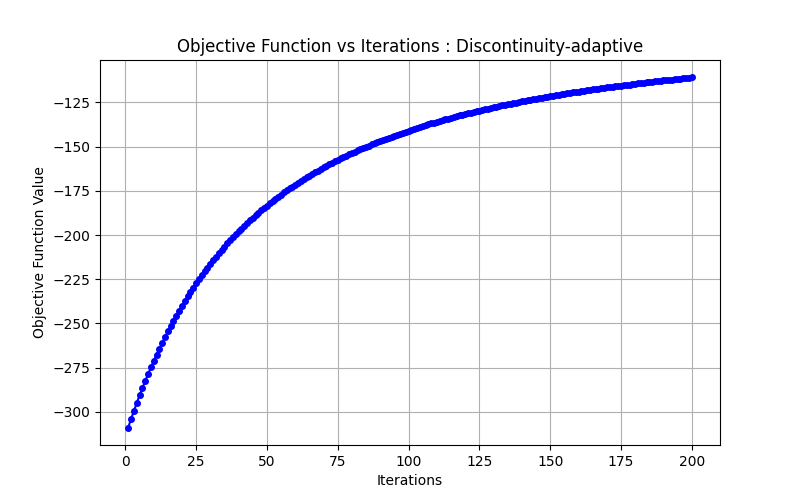 Objective Function vs Iterations : Discontinuity-adaptive
Objective Function Value
−125
−150
−175
−200
−225
−250
−275
−300
0 25 50 75 100 125 150 175 200
Iterations